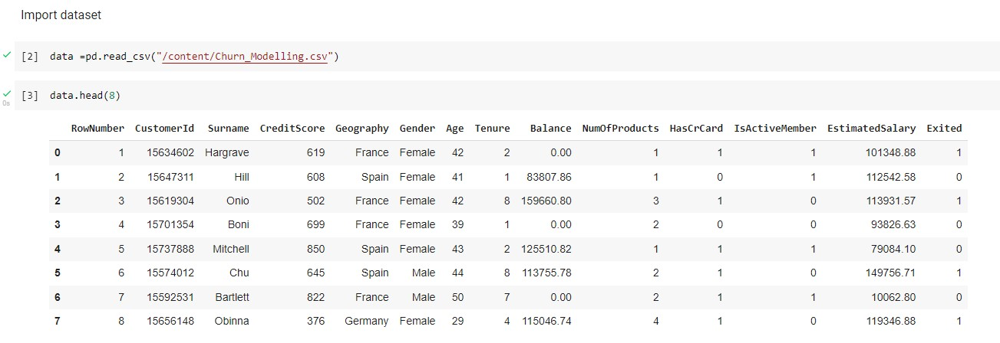 Import dataset
[2] data =pd.read_csv("/content/Churn_Modelling.csv")
[3] data.head(8)
0s
RowNumber CustomerId Surname CreditScore Geography Gender Age Tenure Balance NumOfProducts HasCrCard IsActiveMember EstimatedSalary Exited
0 1 15634602 Hargrave 619 France Female 42 2 0.00 1 1 1 101348.88 1
1 2 15647311 Hill 608 Spain Female 41 1 83807.86 1 0 1 112542.58 0
2 3 15619304 Onio 502 France Female 42 8 159660.80 3 1 0 113931.57 1
3 4 15701354 Boni 699 France Female 39 1 0.00 2 0 0 93826.63 0
4 5 15737888 Mitchell 850 Spain Female 43 2 125510.82 1 1 1 79084.10 0
5 6 15574012 Chu 645 Spain Male 44 8 113755.78 2 1 0 149756.71 1
6 7 15592531 Bartlett 822 France Male 50 7 0.00 2 1 1 10062.80 0
7 8 15656148 Obinna 376 Germany Female 29 4 115046.74 4 1 0 119346.88 1